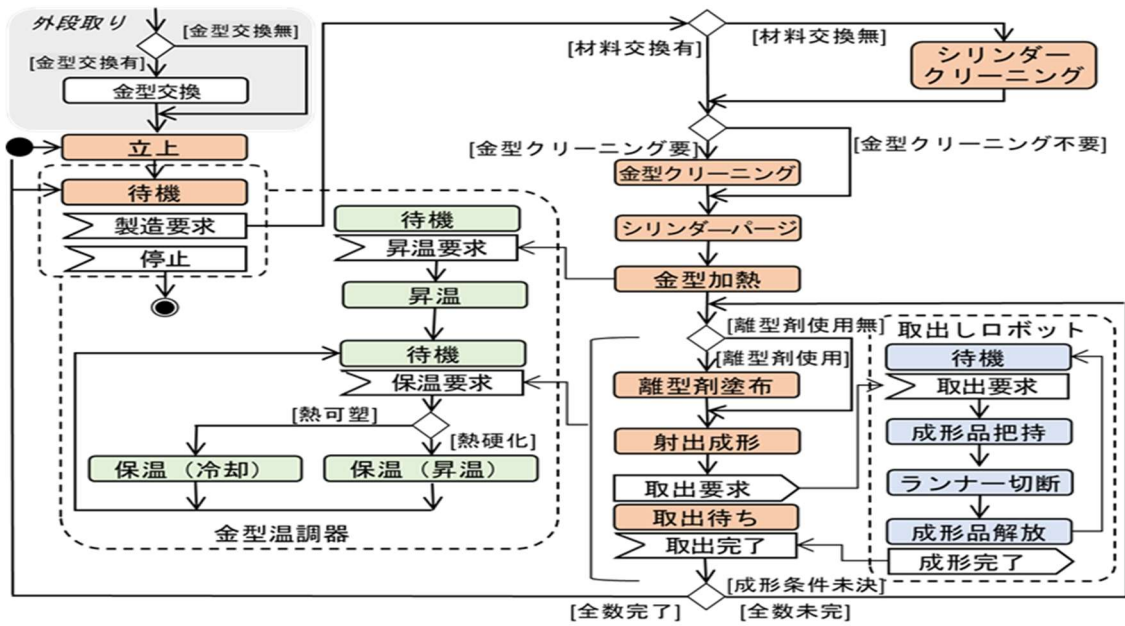 外段取り
[金型交換無]
[金型交換有]
金型交換
立上
待機
製造要求
停止
[材料交換有]
[材料交換無]
シリンダー
クリーニング
[金型クリーニング要]
[金型クリーニング不要]
金型クリーニング
シリンダ―パージ
金型加熱
待機
昇温要求
昇温
待機
保温要求
[熱可塑]
[熱硬化]
保温（冷却）
保温（昇温）
金型温調器
[離型剤使用無]
[離型剤使用]
離型剤塗布
射出成形
取出要求
取出待ち
取出完了
取出しロボット
待機
取出要求
成形品把持
ランナー切断
成形品解放
成形完了
[成形条件未決]
[全数完了]
[全数未完]